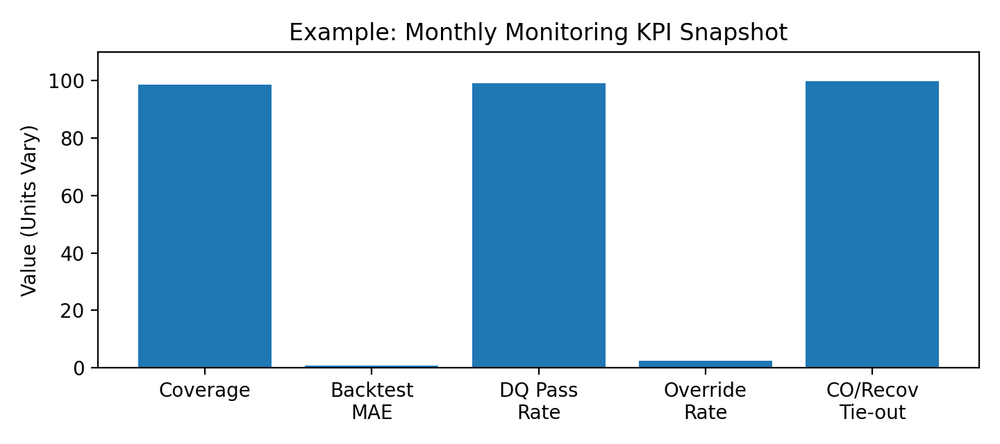 Example: Monthly Monitoring KPI Snapshot
Value (Units Vary)
100
80
60
40
20
0
Coverage
Backtest
MAE
DQ Pass
Rate
Override
Rate
CO/Recov
Tie-out